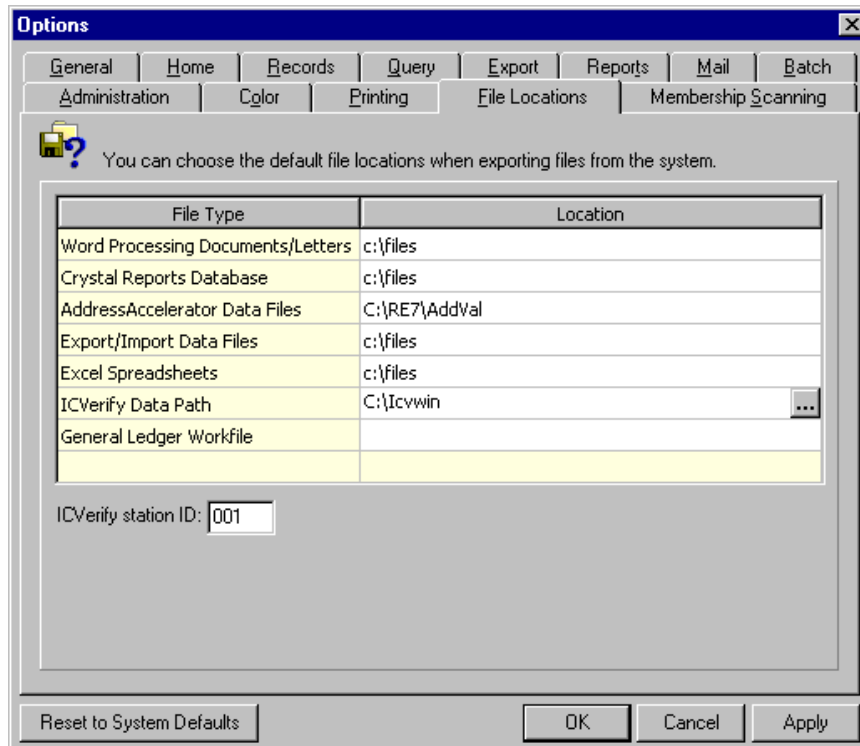 Options
General Home Records Query Export Reports Mail Batch
Administration Color Printing File Locations Membership Scanning
You can choose the default file locations when exporting files from the system.
File Type Location
Word Processing Documents/Letters c:\files
Crystal Reports Database c:\files
AddressAccelerator Data Files C:\RE7\AddVal
Export/Import Data Files c:\files
Excel Spreadsheets c:\files
ICVerify Data Path C:\Icvwin ...
General Ledger Workfile
ICVerify station ID: 001
Reset to System Defaults OK Cancel Apply